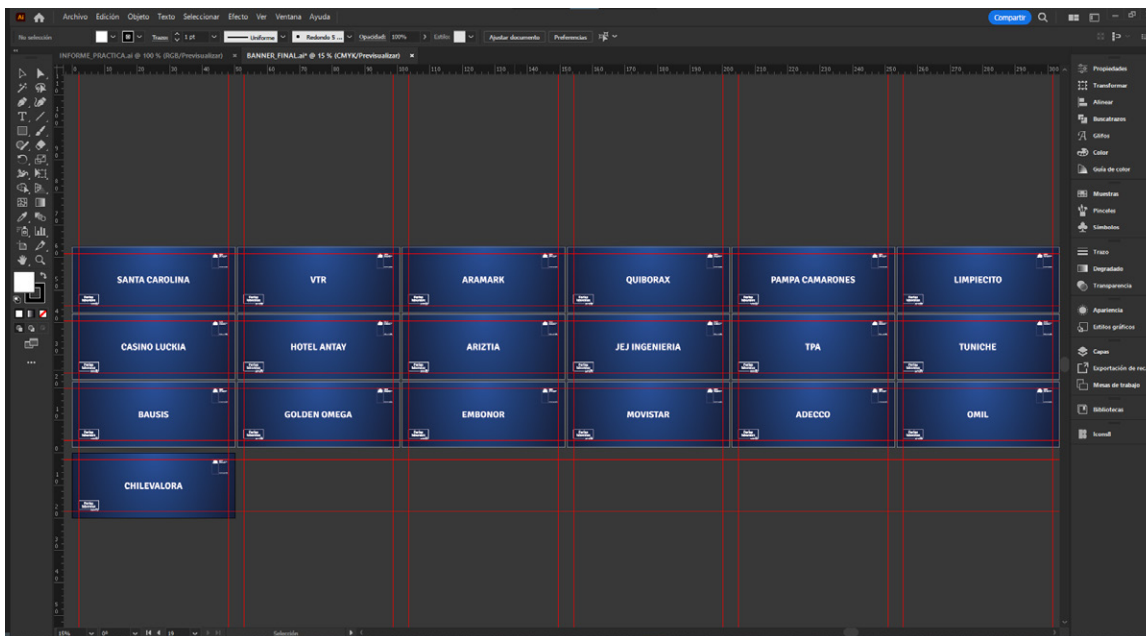 Archivo Edición Objeto Texto Seleccionar Efecto Ver Ventana Ayuda
Compartir
No selección
Trazo: 1 pt
Uniforme
Redondo 5 ...
Opacidad: 100%
Estilo:
Ajustar documento
Preferencias
INFORME_PRACTICA.ai @ 100 % (RGB/Previsualizar) ×
BANNER_FINAL.ai* @ 15 % (CMYK/Previsualizar) ×
SANTA CAROLINA
VTR
ARAMARK
QUIBORAX
PAMPA CAMARONES
LIMPIECITO
CASINO LUCKIA
HOTEL ANTAY
ARIZTIA
JEJ INGENIERIA
TPA
TUNICHE
BAUSIS
GOLDEN OMEGA
EMBONOR
MOVISTAR
ADECCO
OMIL
CHILEVALORA
Propiedades
Transformar
Alinear
Buscatrazos
Glifos
Color
Guía de color
Muestras
Pinceles
Símbolos
Trazo
Degradado
Transparencia
Apariencia
Estilos gráficos
Capas
Exportación de rec
Mesas de trabajo
Bibliotecas
15%
0°
19
Selección